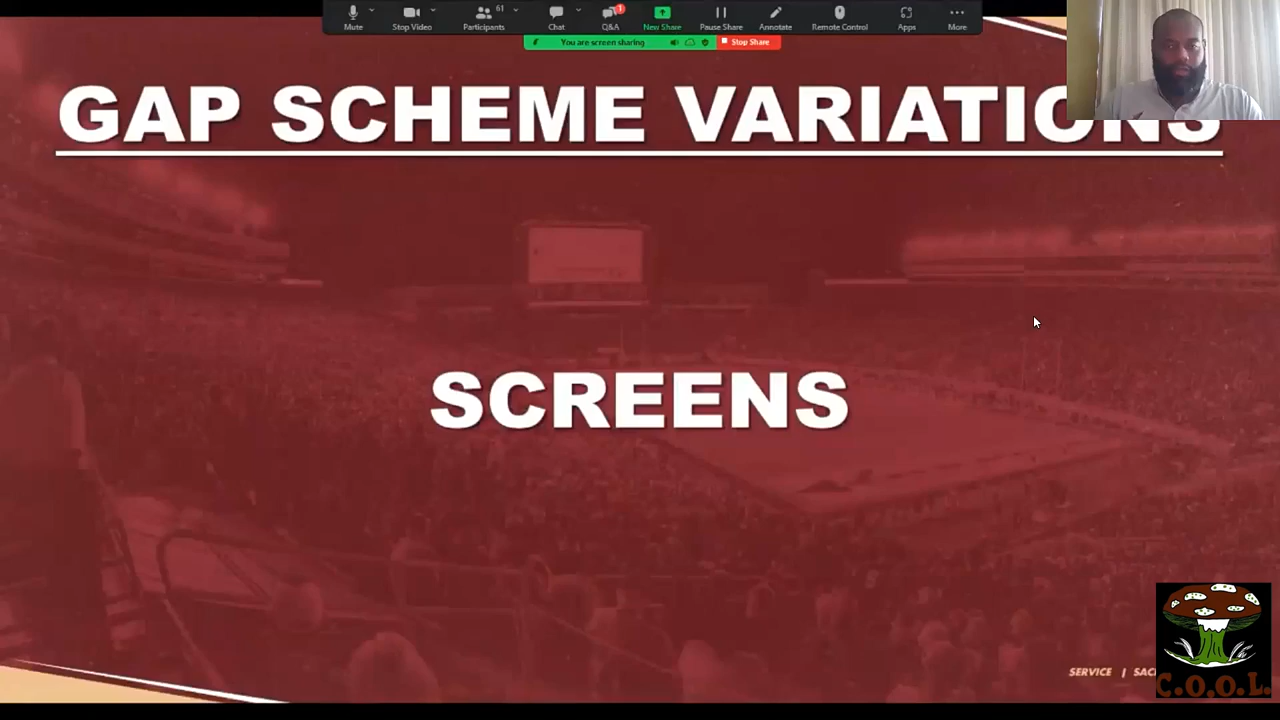 Mute
Stop Video
Participants
61
Chat
Q&A
1
New Share
Pause Share
Annotate
Remote Control
Apps
More
You are screen sharing
Stop Share
GAP SCHEME VARIATIONS
SCREENS
SERVICE | SAC
C.O.O.L.